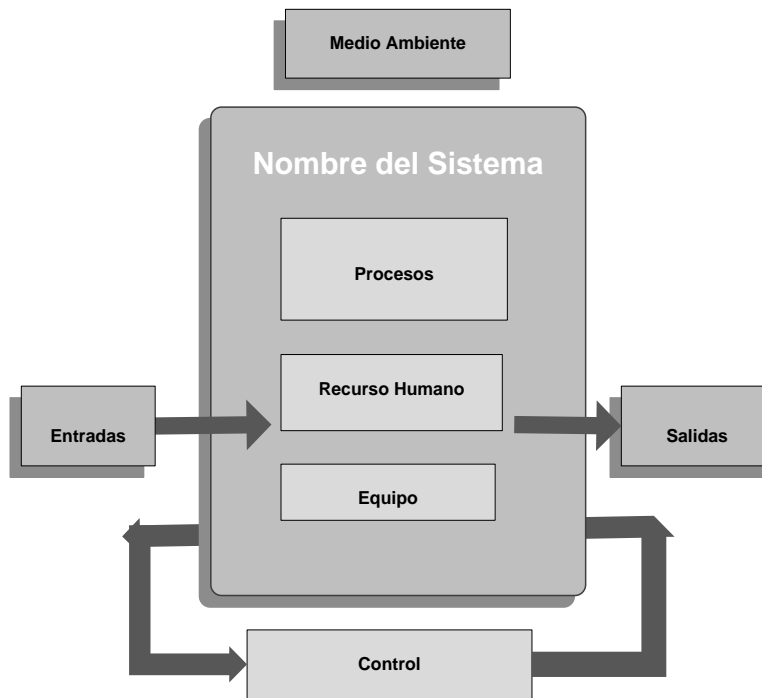 Medio Ambiente
Nombre del Sistema
Procesos
Recurso Humano
Entradas
Salidas
Equipo
Control